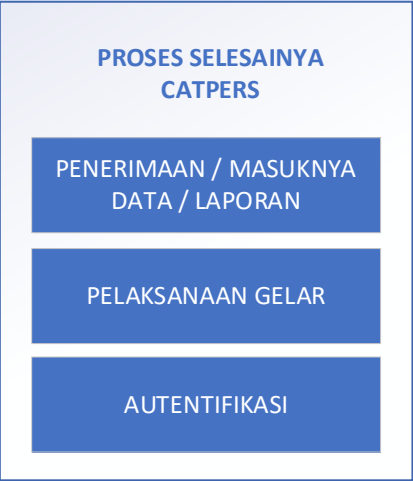 PROSES SELESAINYA
CATPERS
PENERIMAAN / MASUKNYA
DATA / LAPORAN
PELAKSANAAN GELAR
AUTENTIFIKASI